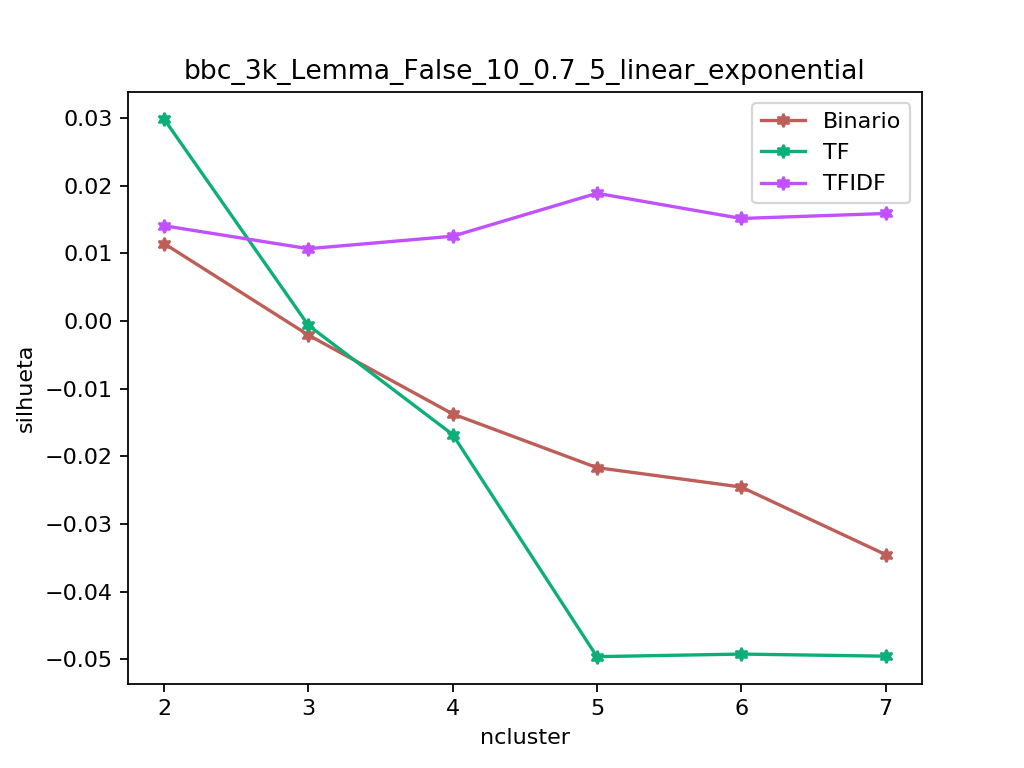 bbc_3k_Lemma_False_10_0.7_5_linear_exponential
Binario
TF
TFIDF
0.03
0.02
0.01
0.00
−0.01
−0.02
−0.03
−0.04
−0.05
silhueta
2 3 4 5 6 7
ncluster